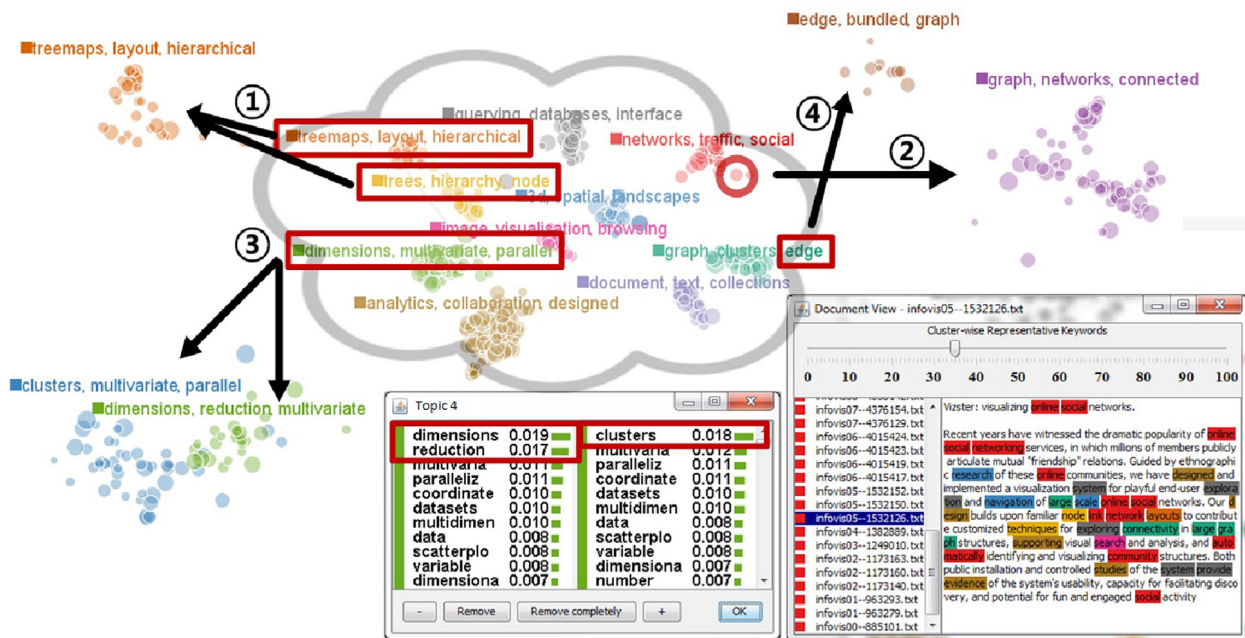 edge, bundled, graph
treemaps, layout, hierarchical
graph, networks, connected
1
querying, databases, interface
4
treemaps, layout, hierarchical
networks, traffic, social
2
trees, hierarchy, node
3d, spatial, landscapes
image, visualisation, browsing
3
dimensions, multivariate, parallel
graph, clusters, edge
document, text, collections
analytics, collaboration, designed
clusters, multivariate, parallel
dimensions, reduction, multivariate
Topic 4
dimensions 0.019
reduction 0.017
multivaria 0.011
paralleliz 0.011
coordinate 0.010
datasets 0.010
multidimen 0.010
data 0.008
scatterplo 0.008
variable 0.008
dimensiona 0.007
clusters 0.018
multivaria 0.012
paralleliz 0.011
coordinate 0.011
datasets 0.010
multidimen 0.010
data 0.008
scatterplo 0.008
variable 0.007
dimensiona 0.007
number 0.007
- Remove Remove completely + OK
Document View - infovis05--1532126.txt
Cluster-wise Representative Keywords
0 10 20 30 40 50 60 70 80 90 100
infovis07--4376154.txt
infovis07--4376129.txt
infovis06--4015424.txt
infovis06--4015423.txt
infovis06--4015419.txt
infovis06--4015417.txt
infovis05--1532152.txt
infovis05--1532150.txt
infovis05--1532126.txt
infovis04--1382889.txt
infovis03--1249010.txt
infovis02--1173163.txt
infovis02--1173160.txt
infovis02--1173140.txt
infovis01--963293.txt
infovis01--963279.txt
infovis00--885101.txt
Vizster: visualizing online social networks.
Recent years have witnessed the dramatic popularity of online
social networking services, in which millions of members publicly
articulate mutual "friendship" relations. Guided by ethnographi
c research of these online communities, we have designed and
implemented a visualization system for playful end-user explora
tion and navigation of large scale online social networks. Our d
esign builds upon familiar node link network layouts to contribut
e customized techniques for exploring connectivity in large gra
ph structures, supporting visual search and analysis, and auto
matically identifying and visualizing community structures. Both
public installation and controlled studies of the system provide
evidence of the system's usability, capacity for facilitating disco
very, and potential for fun and engaged social activity